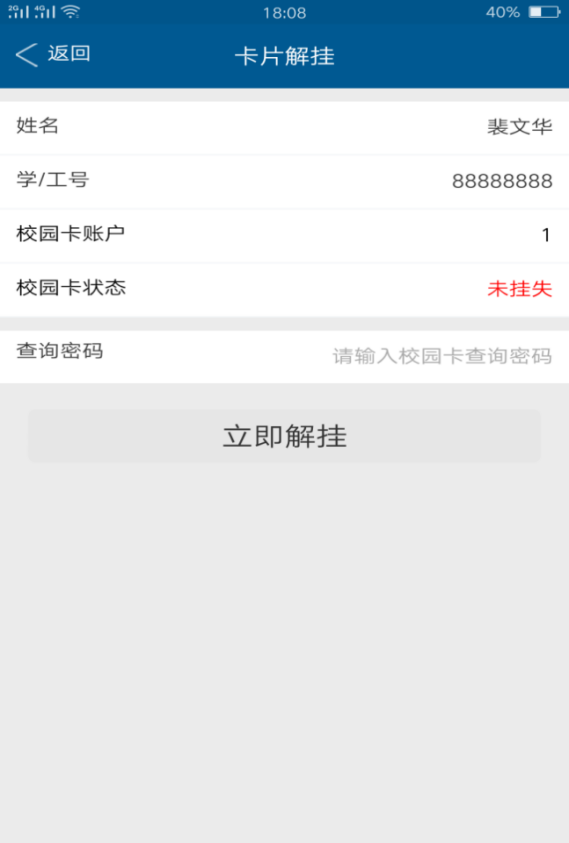 2G 4G 18:08 40%
返回 卡片解挂
姓名 裴文华
学/工号 88888888
校园卡账户 1
校园卡状态 未挂失
查询密码 请输入校园卡查询密码
立即解挂